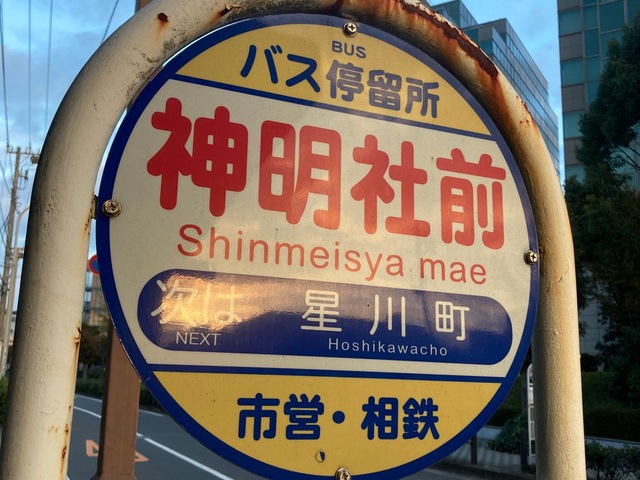 BUS
バス停留所
神明社前
Shinmeisya mae
次は 星川町
NEXT Hoshikawacho
市営・相鉄